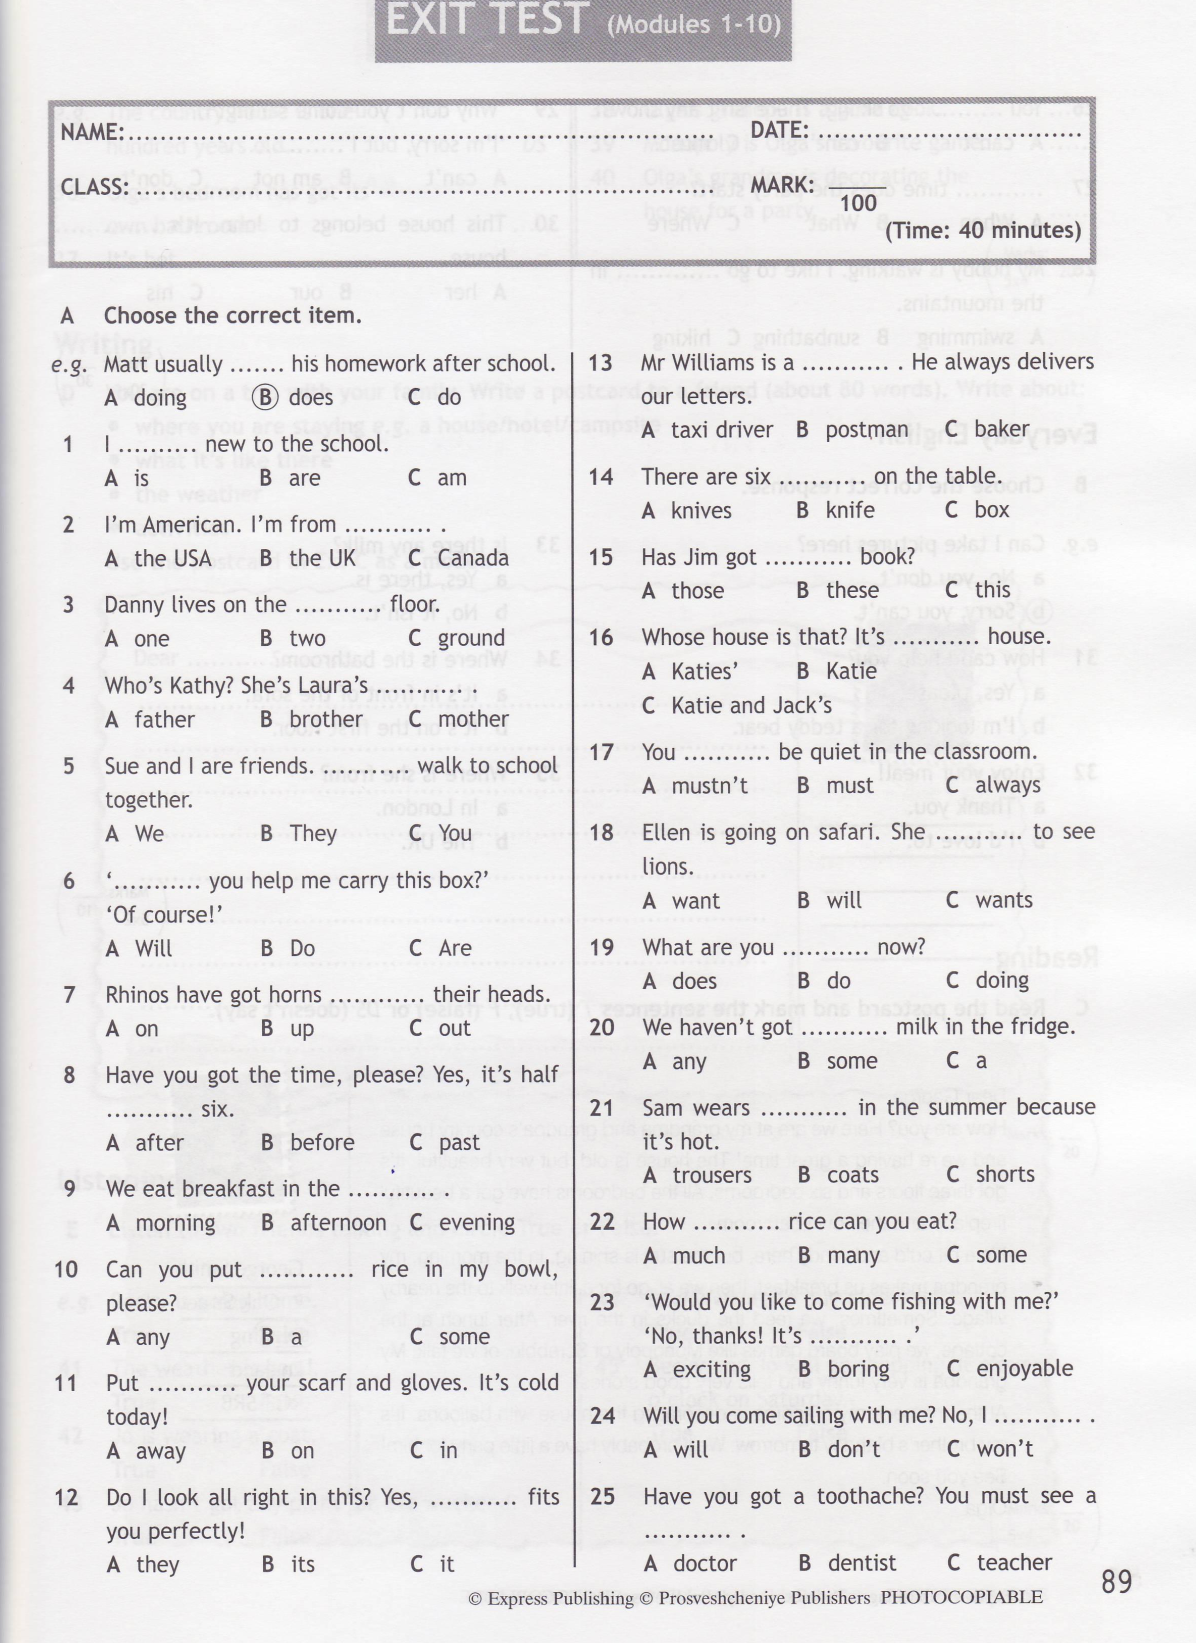 EXIT TEST (Modules 1-10)
NAME:..........................................................................
DATE: ................................
CLASS: ..........................................................................
MARK: ______
100
(Time: 40 minutes)
A Choose the correct item.
e.g. Matt usually ....... his homework after school.
A doing B does C do
1 I .......... new to the school.
A is B are C am
2 I'm American. I'm from ........... .
A the USA B the UK C Canada
3 Danny lives on the ........... floor.
A one B two C ground
4 Who's Kathy? She's Laura's ........... .
A father B brother C mother
5 Sue and I are friends. ........... walk to school
together.
A We B They C You
6 '........... you help me carry this box?'
'Of course!'
A Will B Do C Are
7 Rhinos have got horns ............ their heads.
A on B up C out
8 Have you got the time, please? Yes, it's half
........... six.
A after B before C past
9 We eat breakfast in the ........... .
A morning B afternoon C evening
10 Can you put ............ rice in my bowl,
please?
A any B a C some
11 Put ........... your scarf and gloves. It's cold
today!
A away B on C in
12 Do I look all right in this? Yes, ........... fits
you perfectly!
A they B its C it
13 Mr Williams is a ........... . He always delivers
our letters.
A taxi driver B postman C baker
14 There are six ........... on the table.
A knives B knife C box
15 Has Jim got ........... book?
A those B these C this
16 Whose house is that? It's ........... house.
A Katies' B Katie
C Katie and Jack's
17 You ........... be quiet in the classroom.
A mustn't B must C always
18 Ellen is going on safari. She ........... to see
lions.
A want B will C wants
19 What are you ........... now?
A does B do C doing
20 We haven't got ........... milk in the fridge.
A any B some C a
21 Sam wears ........... in the summer because
it's hot.
A trousers B coats C shorts
22 How ........... rice can you eat?
A much B many C some
23 'Would you like to come fishing with me?'
'No, thanks! It's ........... .'
A exciting B boring C enjoyable
24 Will you come sailing with me? No, I ........... .
A will B don't C won't
25 Have you got a toothache? You must see a
........... .
A doctor B dentist C teacher
89
© Express Publishing © Prosveshcheniye Publishers PHOTOCOPIABLE